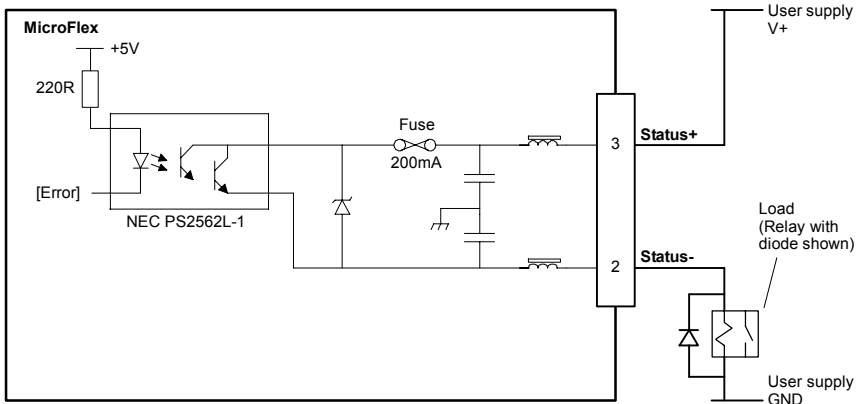 MicroFlex
+5V
220R
[Error]
NEC PS2562L-1
Fuse
200mA
3
Status+
2
Status-
User supply
V+
Load
(Relay with
diode shown)
User supply
GND